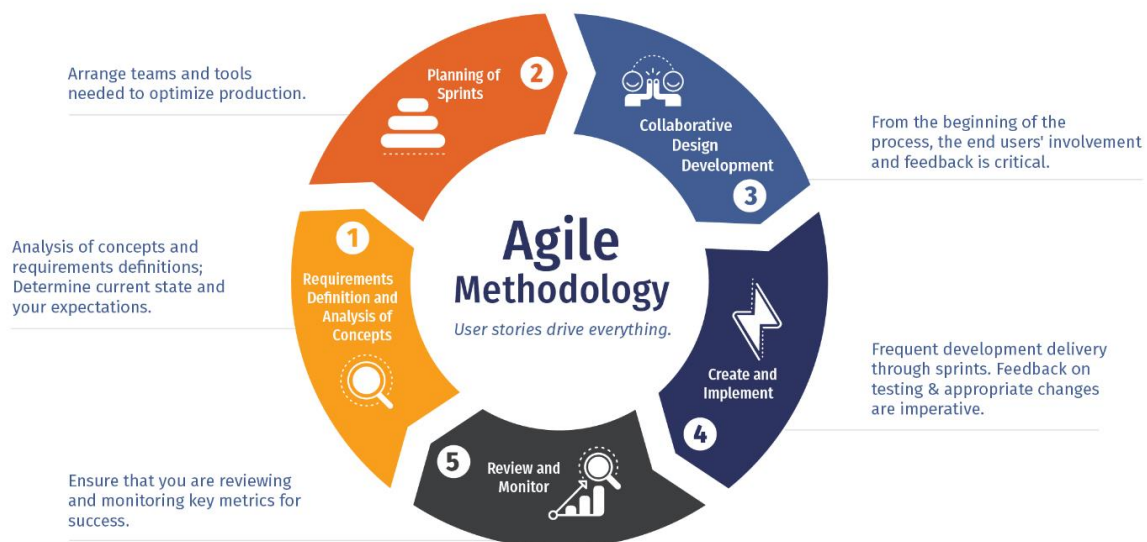 Agile
Methodology
User stories drive everything.
1
Requirements
Definition and
Analysis of
Concepts
Analysis of concepts and
requirements definitions;
Determine current state and
your expectations.
2
Planning of
Sprints
Arrange teams and tools
needed to optimize production.
Collaborative
Design
Development
3
From the beginning of the
process, the end users' involvement
and feedback is critical.
Create and
Implement
4
Frequent development delivery
through sprints. Feedback on
testing & appropriate changes
are imperative.
5
Review and
Monitor
Ensure that you are reviewing
and monitoring key metrics for
success.